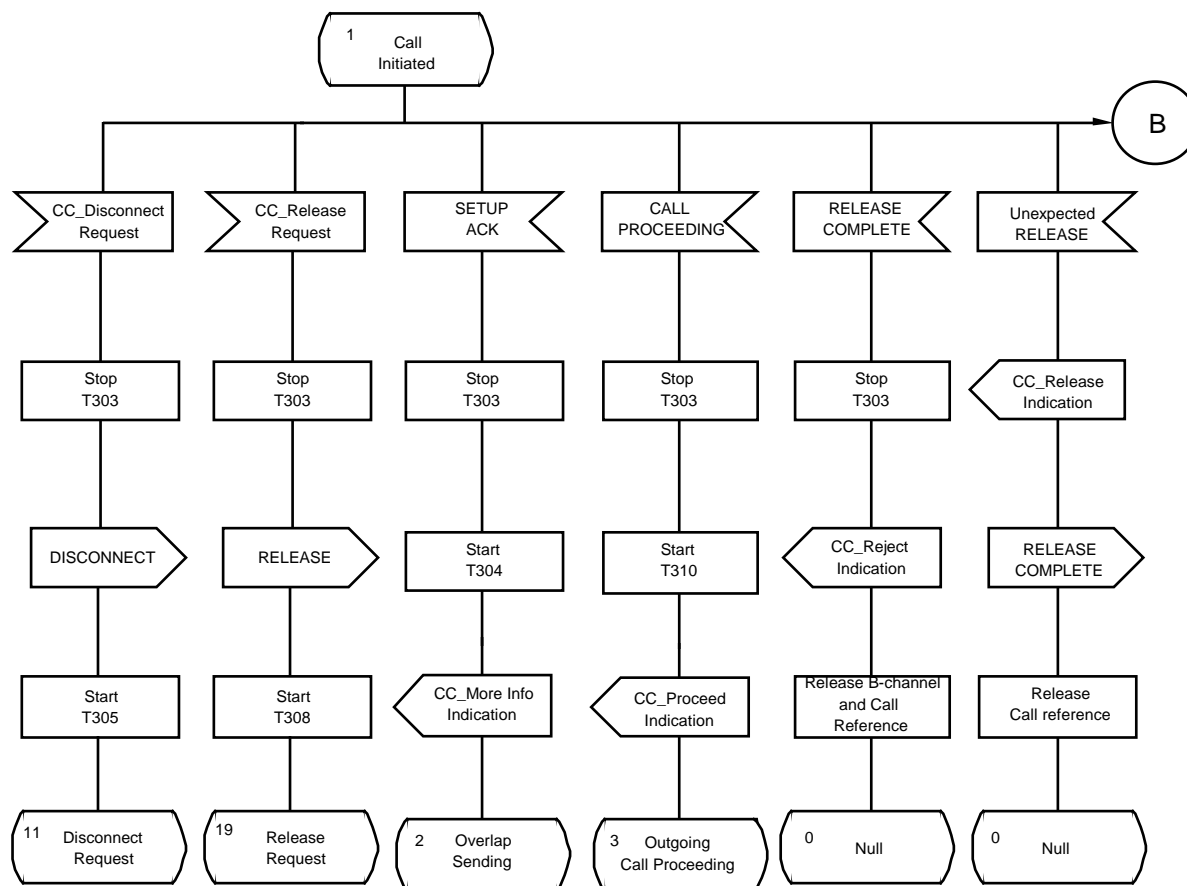 1
Call
Initiated
B
CC_Disconnect
Request
CC_Release
Request
SETUP
ACK
CALL
PROCEEDING
RELEASE
COMPLETE
Unexpected
RELEASE
Stop
T303
Stop
T303
Stop
T303
Stop
T303
Stop
T303
CC_Release
Indication
DISCONNECT
RELEASE
Start
T304
Start
T310
CC_Reject
Indication
RELEASE
COMPLETE
Start
T305
Start
T308
CC_More Info
Indication
CC_Proceed
Indication
Release B-channel
and Call
Reference
Release
Call reference
11
Disconnect
Request
19
Release
Request
2
Overlap
Sending
3
Outgoing
Call Proceeding
0
Null
0
Null